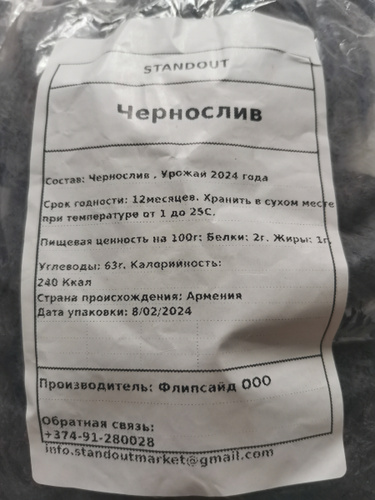 STANDOUT
Чернослив
Состав: Чернослив , Урожай 2024 года
Срок годности: 12месяцев. Хранить в сухом месте
при температуре от 1 до 25С.
Пищевая ценность на 100г: Белки: 2г. Жиры: 1г.
Углеводы: 63г. Калорийность:
240 Ккал
Страна происхождения: Армения
Дата упаковки: 8/02/2024
Производитель: Флипсайд ООО
Обратная связь:
+374-91-280028
info.standoutmarket@gmail.com